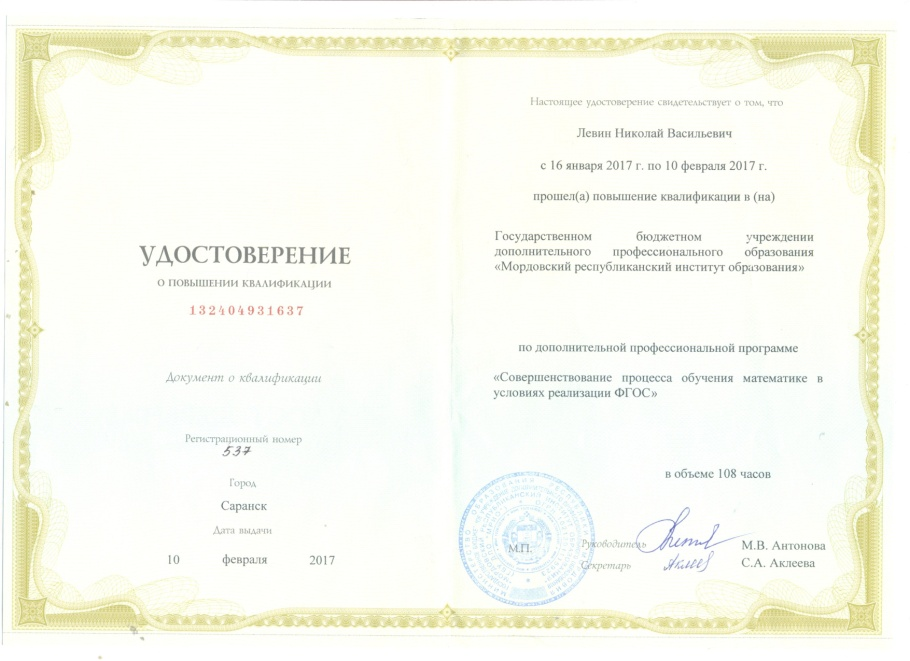 УДОСТОВЕРЕНИЕ
О ПОВЫШЕНИИ КВАЛИФИКАЦИИ
132404931637
Документ о квалификации
Регистрационный номер
537
Город
Саранск
Дата выдачи
10 февраля 2017
Настоящее удостоверение свидетельствует о том, что
Левин Николай Васильевич
с 16 января 2017 г. по 10 февраля 2017 г.
прошел(а) повышение квалификации в (на)
Государственном бюджетном учреждении
дополнительного профессионального образования
«Мордовский республиканский институт образования»
по дополнительной профессиональной программе
«Совершенствование процесса обучения математике в
условиях реализации ФГОС»
в объеме 108 часов
М.П.
Руководитель М.В. Антонова
Секретарь С.А. Аклеева